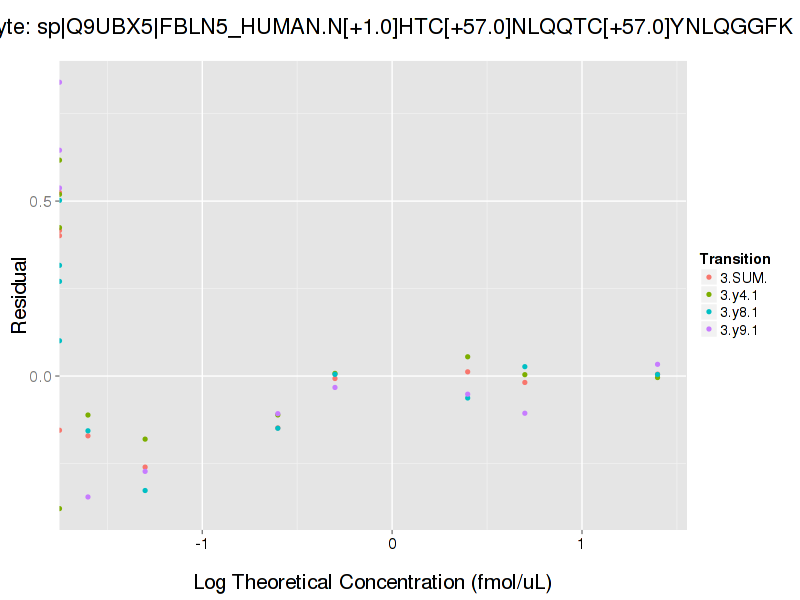 yte: sp|Q9UBX5|FBLN5_HUMAN.N[+1.0]HTC[+57.0]NLQQTC[+57.0]YNLQGGFK
Residual
0.5
0.0
-1
0
1
Log Theoretical Concentration (fmol/uL)
Transition
3.SUM.
3.y4.1
3.y8.1
3.y9.1